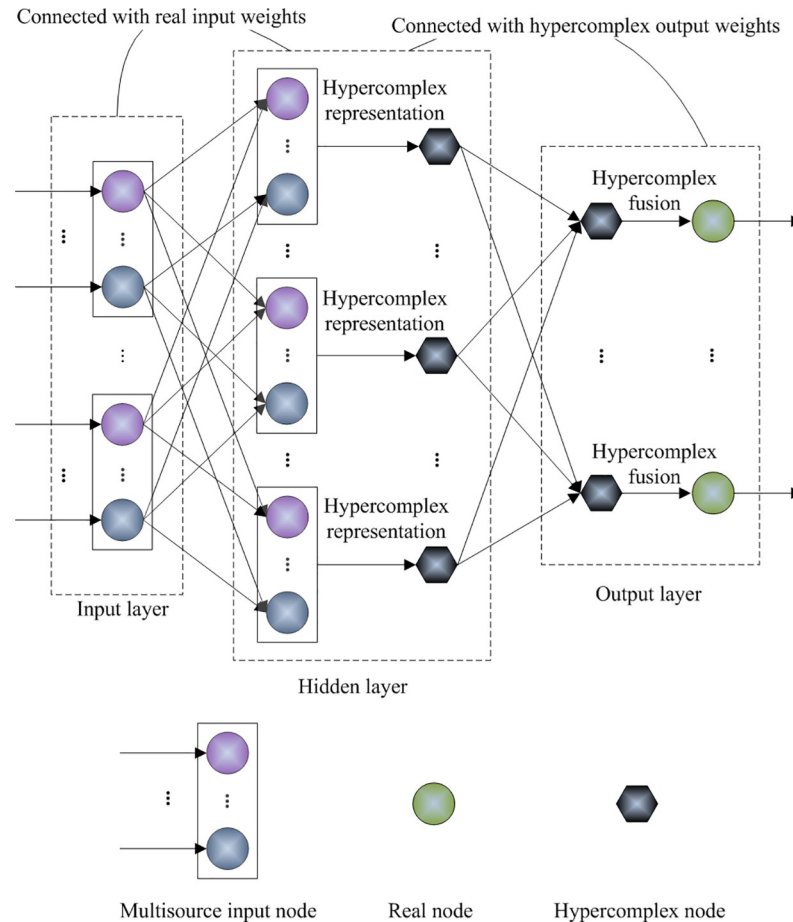 Connected with real input weights
Connected with hypercomplex output weights
Hypercomplex
representation
Hypercomplex
fusion
Hypercomplex
representation
Hypercomplex
fusion
Hypercomplex
representation
Input layer
Output layer
Hidden layer
Multisource input node
Real node
Hypercomplex node